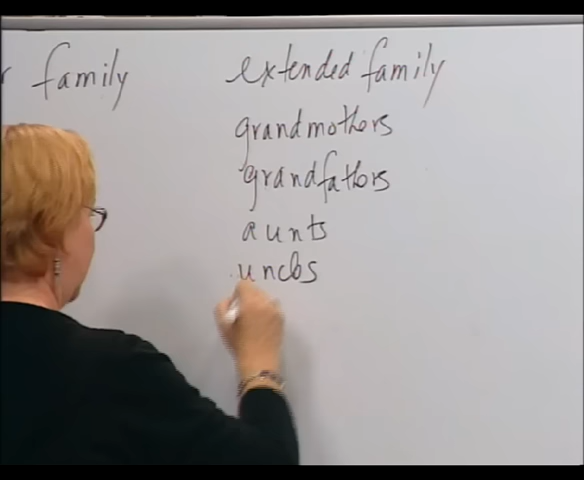 family extended family
grandmothers
grandfathers
aunts
uncles